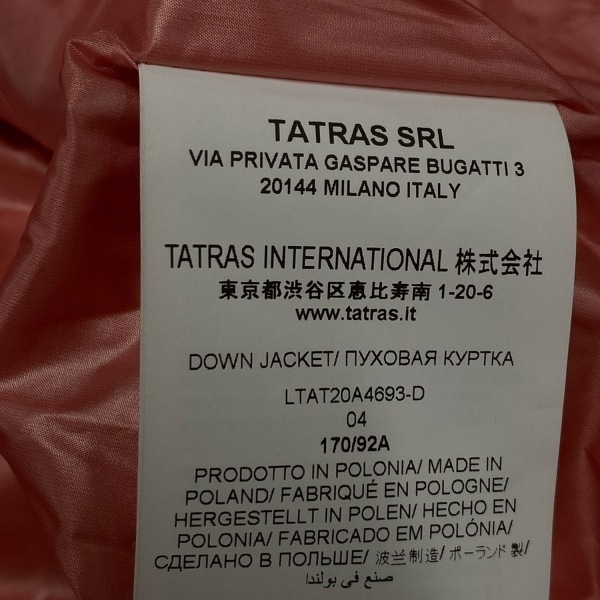 TATRAS SRL
VIA PRIVATA GASPARE BUGATTI 3
20144 MILANO ITALY
TATRAS INTERNATIONAL 株式会社
東京都渋谷区恵比寿南 1-20-6
www.tatras.it
DOWN JACKET/ ПУХОВАЯ КУРТКА
LTAT20A4693-D
04
170/92A
PRODOTTO IN POLONIA/ MADE IN
POLAND/ FABRIQUÉ EN POLOGNE/
HERGESTELLT IN POLEN/ HECHO EN
POLONIA/ FABRICADO EM POLÓNIA/
СДЕЛАНО В ПОЛЬШЕ/ 波兰制造/ ポーランド製/
صنع في بولندا